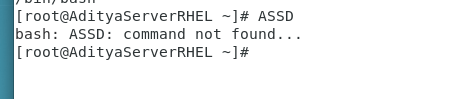 /bin/bash
[root@AdityaServerRHEL ~]# ASSD
bash: ASSD: command not found...
[root@AdityaServerRHEL ~]#